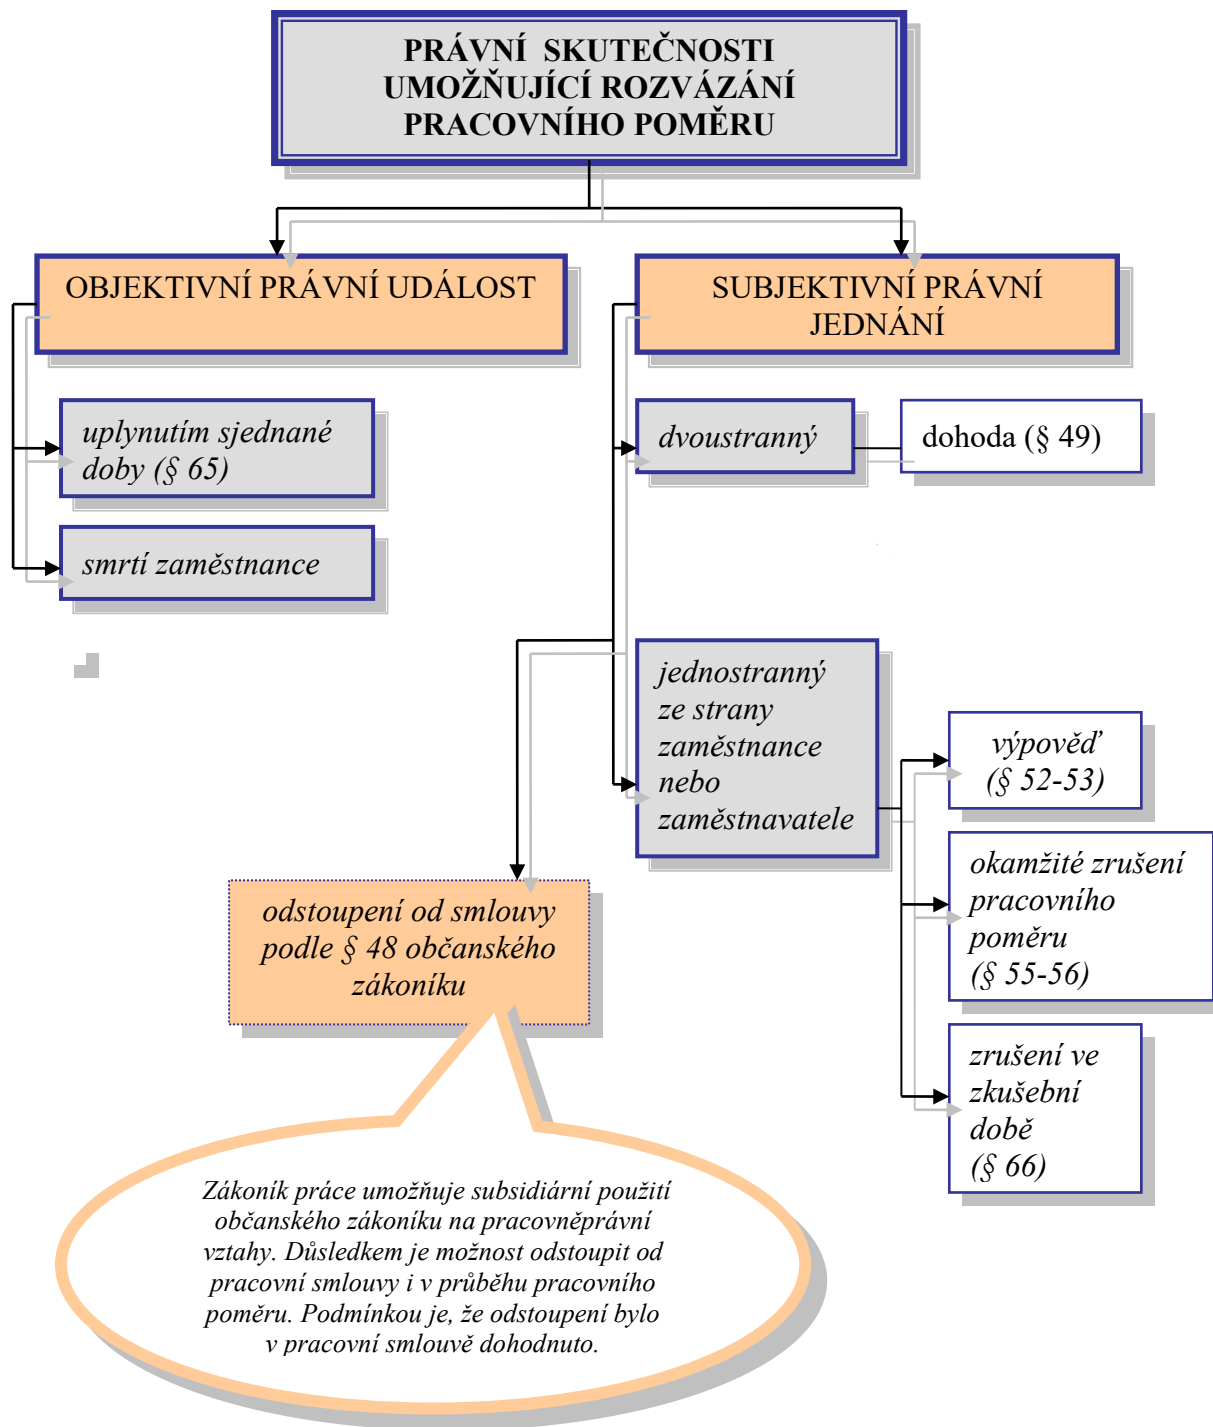 PRÁVNÍ SKUTEČNOSTI
UMOŽŇUJÍCÍ ROZVÁZÁNÍ
PRACOVNÍHO POMĚRU
OBJEKTIVNÍ PRÁVNÍ UDÁLOST
SUBJEKTIVNÍ PRÁVNÍ
JEDNÁNÍ
uplynutím sjednané
doby (§ 65)
smrtí zaměstnance
dvoustranný
dohoda (§ 49)
jednostranný
ze strany
zaměstnance
nebo
zaměstnavatele
výpověď
(§ 52-53)
okamžité zrušení
pracovního
poměru
(§ 55-56)
zrušení ve
zkušební
době
(§ 66)
odstoupení od smlouvy
podle § 48 občanského
zákoníku
Zákoník práce umožňuje subsidiární použití
občanského zákoníku na pracovněprávní
vztahy. Důsledkem je možnost odstoupit od
pracovní smlouvy i v průběhu pracovního
poměru. Podmínkou je, že odstoupení bylo
v pracovní smlouvě dohodnuto.